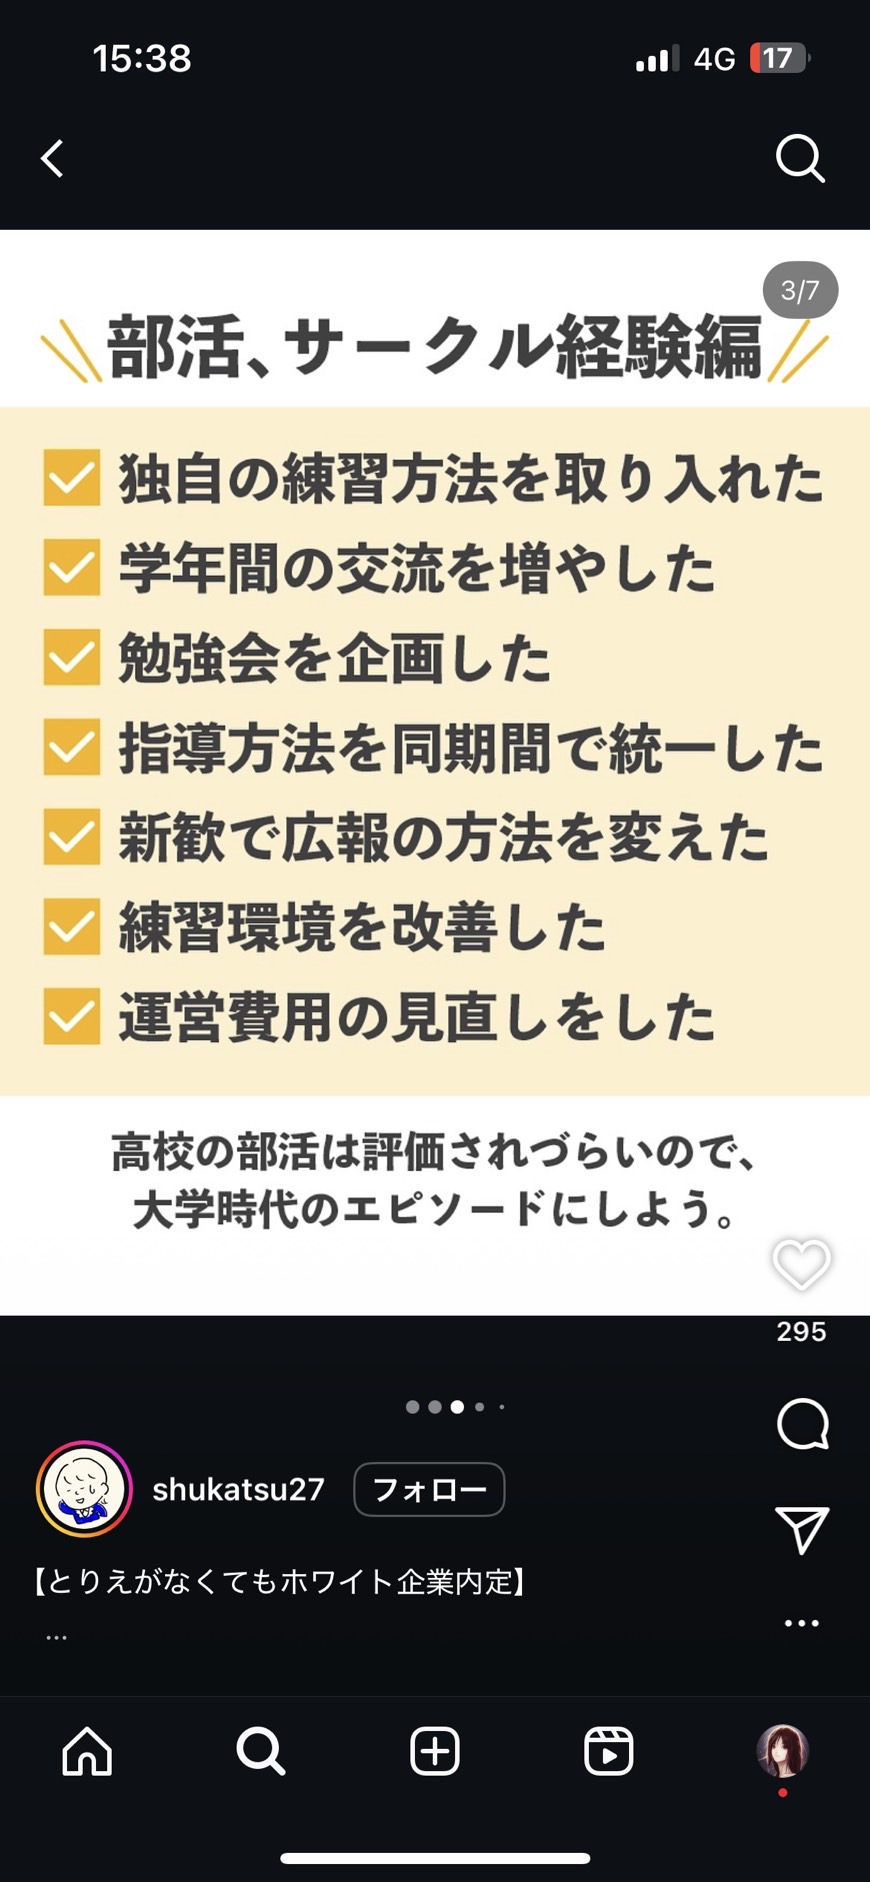 15:38
4G 17
3/7
部活、サークル経験編
独自の練習方法を取り入れた
学年間の交流を増やした
勉強会を企画した
指導方法を同期間で統一した
新歓で広報の方法を変えた
練習環境を改善した
運営費用の見直しをした
高校の部活は評価されづらいので、
大学時代のエピソードにしよう。
295
shukatsu27 フォロー
【とりえがなくてもホワイト企業内定】
...